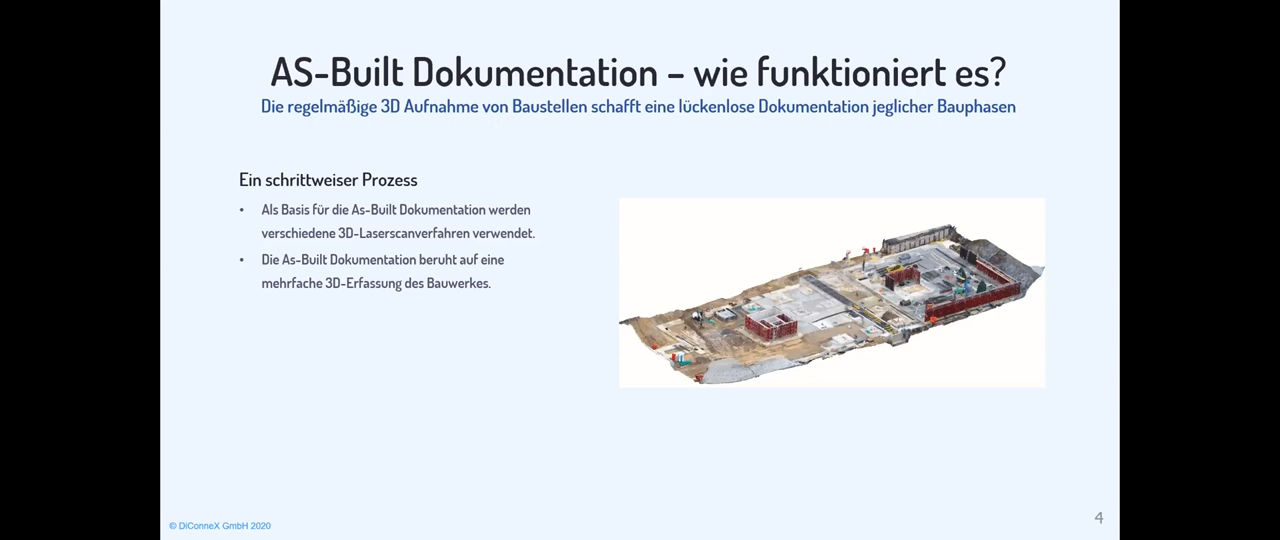 AS-Built Dokumentation – wie funktioniert es?
Die regelmäßige 3D Aufnahme von Baustellen schafft eine lückenlose Dokumentation jeglicher Bauphasen
Ein schrittweiser Prozess
• Als Basis für die As-Built Dokumentation werden
verschiedene 3D-Laserscanverfahren verwendet.
• Die As-Built Dokumentation beruht auf eine
mehrfache 3D-Erfassung des Bauwerkes.
© DiConneX GmbH 2020
4